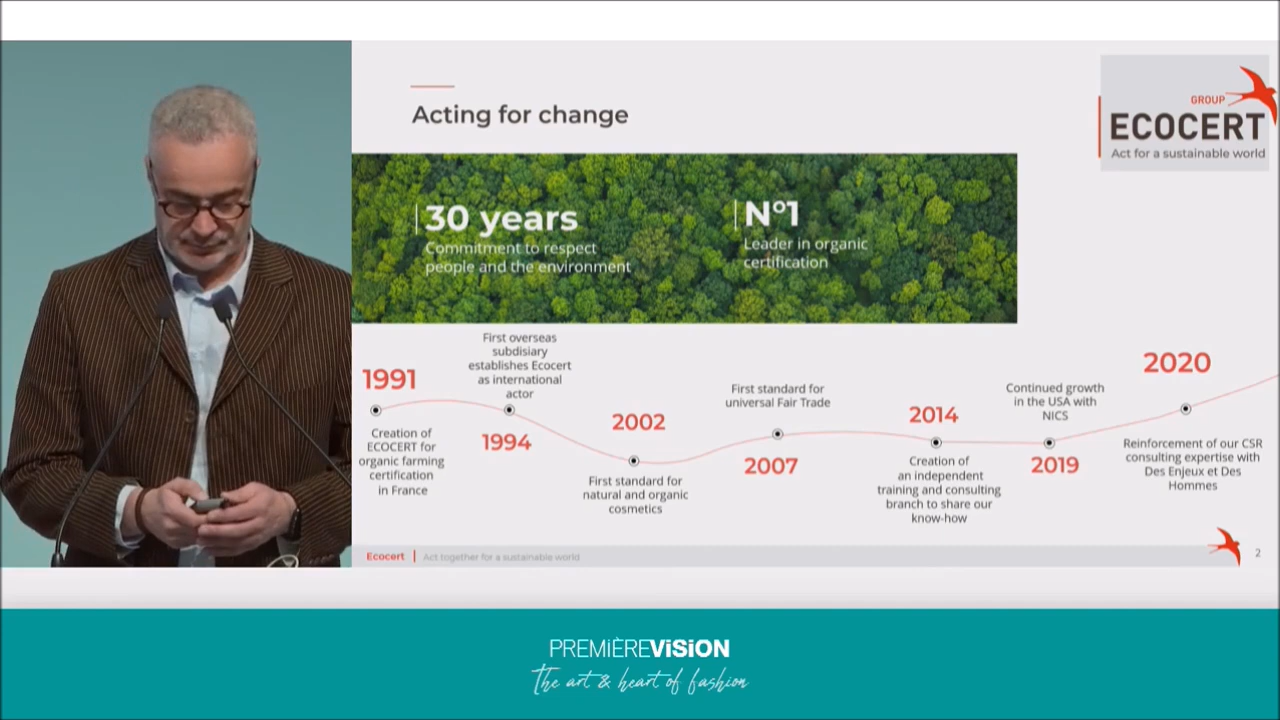 Acting for change
GROUP
ECOCERT
Act for a sustainable world
30 years
Commitment to respect
people and the environment
Nº1
Leader in organic
certification
1991
Creation of
ECOCERT for
organic farming
certification
in France
First overseas
subdisiary
establishes Ecocert
as international
actor
1994
2002
First standard for
natural and organic
cosmetics
First standard for
universal Fair Trade
2007
2014
Creation of
an independent
training and consulting
branch to share our
know-how
Continued growth
in the USA with
NICS
2019
2020
Reinforcement of our CSR
consulting expertise with
Des Enjeux et Des
Hommes
Ecocert
Act together for a sustainable world
2
PREMIÈREViSiON
The art & heart of fashion